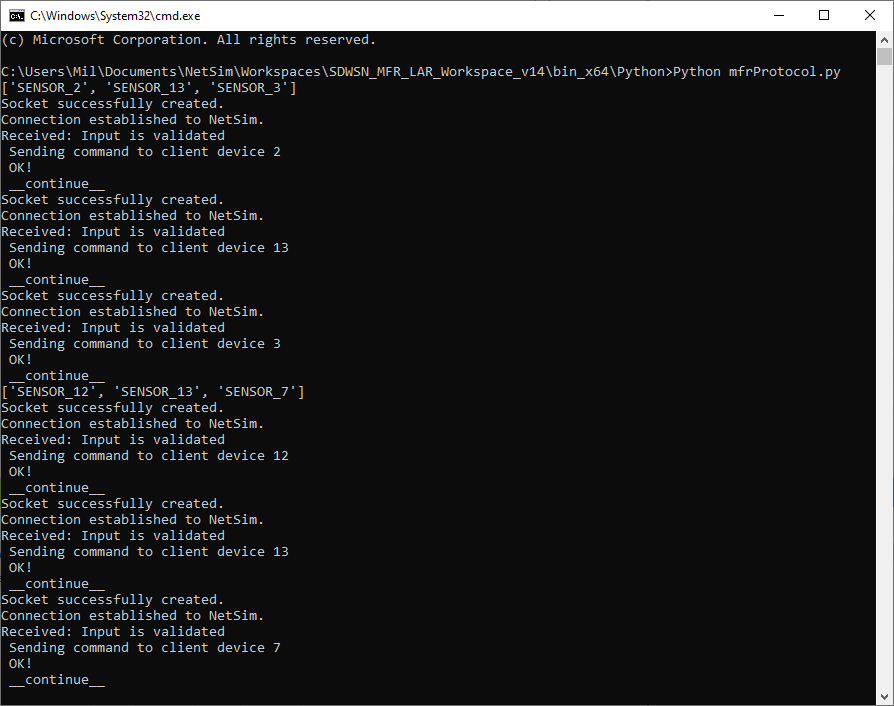 C:\Windows\System32\cmd.exe
(c) Microsoft Corporation. All rights reserved.
C:\Users\Mil\Documents\NetSim\Workspaces\SDWSN_MFR_LAR_Workspace_v14\bin_x64\Python>Python mfrProtocol.py
['SENSOR_2', 'SENSOR_13', 'SENSOR_3']
Socket successfully created.
Connection established to NetSim.
Received: Input is validated
Sending command to client device 2
OK!
__continue__
Socket successfully created.
Connection established to NetSim.
Received: Input is validated
Sending command to client device 13
OK!
__continue__
Socket successfully created.
Connection established to NetSim.
Received: Input is validated
Sending command to client device 3
OK!
__continue__
['SENSOR_12', 'SENSOR_13', 'SENSOR_7']
Socket successfully created.
Connection established to NetSim.
Received: Input is validated
Sending command to client device 12
OK!
__continue__
Socket successfully created.
Connection established to NetSim.
Received: Input is validated
Sending command to client device 13
OK!
__continue__
Socket successfully created.
Connection established to NetSim.
Received: Input is validated
Sending command to client device 7
OK!
__continue__